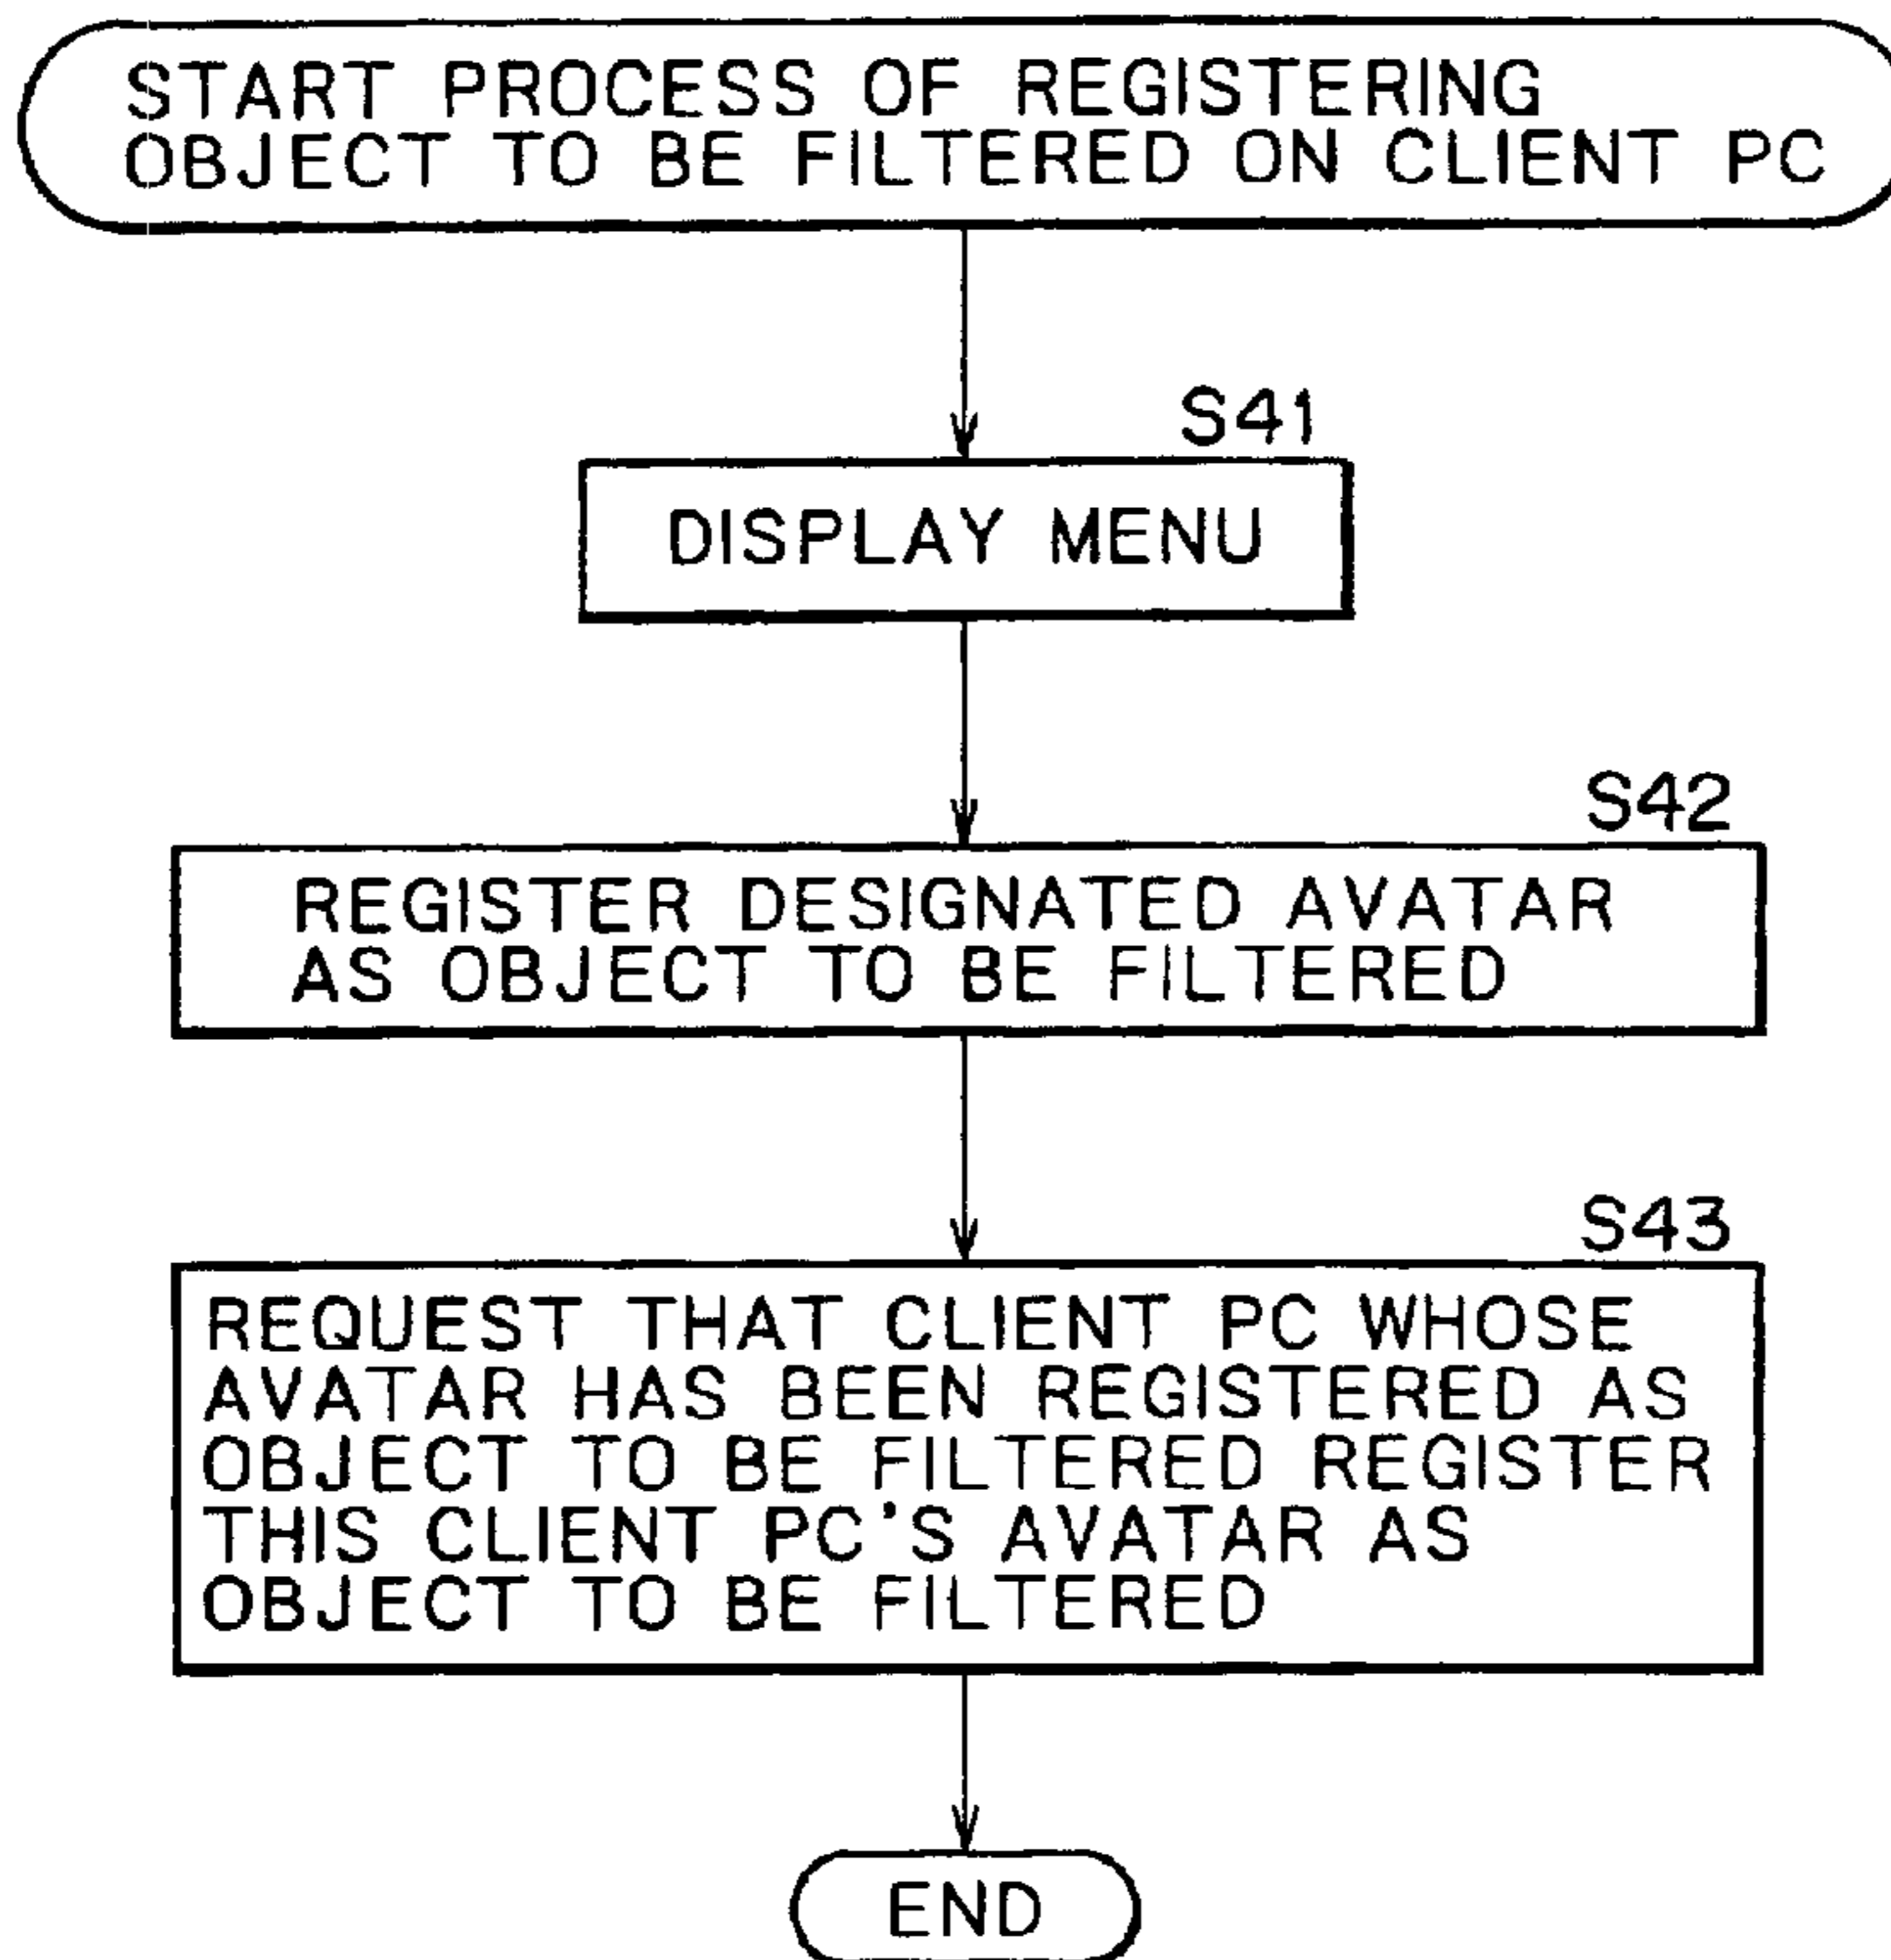 START PROCESS OF REGISTERING
OBJECT TO BE FILTERED ON CLIENT PC
S41
DISPLAY MENU
S42
REGISTER DESIGNATED AVATAR
AS OBJECT TO BE FILTERED
S43
REQUEST THAT CLIENT PC WHOSE
AVATAR HAS BEEN REGISTERED AS
OBJECT TO BE FILTERED REGISTER
THIS CLIENT PC'S AVATAR AS
OBJECT TO BE FILTERED
END